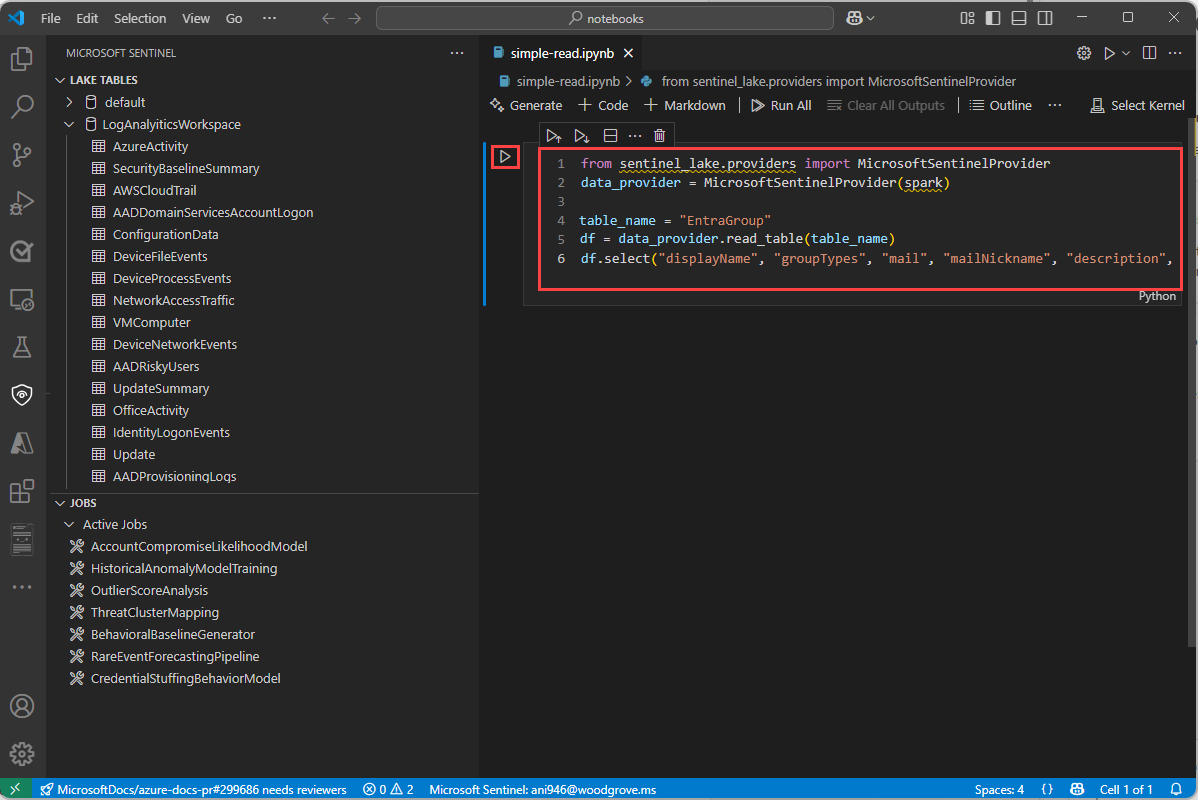 File Edit Selection View Go ···
notebooks
MICROSOFT SENTINEL ···
LAKE TABLES
default
LogAnalyiticsWorkspace
AzureActivity
SecurityBaselineSummary
AWSCloudTrail
AADDomainServicesAccountLogon
ConfigurationData
DeviceFileEvents
DeviceProcessEvents
NetworkAccessTraffic
VMComputer
DeviceNetworkEvents
AADRiskyUsers
UpdateSummary
OfficeActivity
IdentityLogonEvents
Update
AADProvisioningLogs
JOBS
Active Jobs
AccountCompromiseLikelihoodModel
HistoricalAnomalyModelTraining
OutlierScoreAnalysis
ThreatClusterMapping
BehavioralBaselineGenerator
RareEventForecastingPipeline
CredentialStuffingBehaviorModel
simple-read.ipynb
simple-read.ipynb > from sentinel_lake.providers import MicrosoftSentinelProvider
Generate + Code + Markdown | Run All Clear All Outputs | Outline ··· Select Kernel
1 from sentinel_lake.providers import MicrosoftSentinelProvider
2 data_provider = MicrosoftSentinelProvider(spark)
3
4 table_name = "EntraGroup"
5 df = data_provider.read_table(table_name)
6 df.select("displayName", "groupTypes", "mail", "mailNickname", "description",
Python
MicrosoftDocs/azure-docs-pr#299686 needs reviewers 0 2 Microsoft Sentinel: ani946@woodgrove.ms Spaces: 4 {} Cell 1 of 1